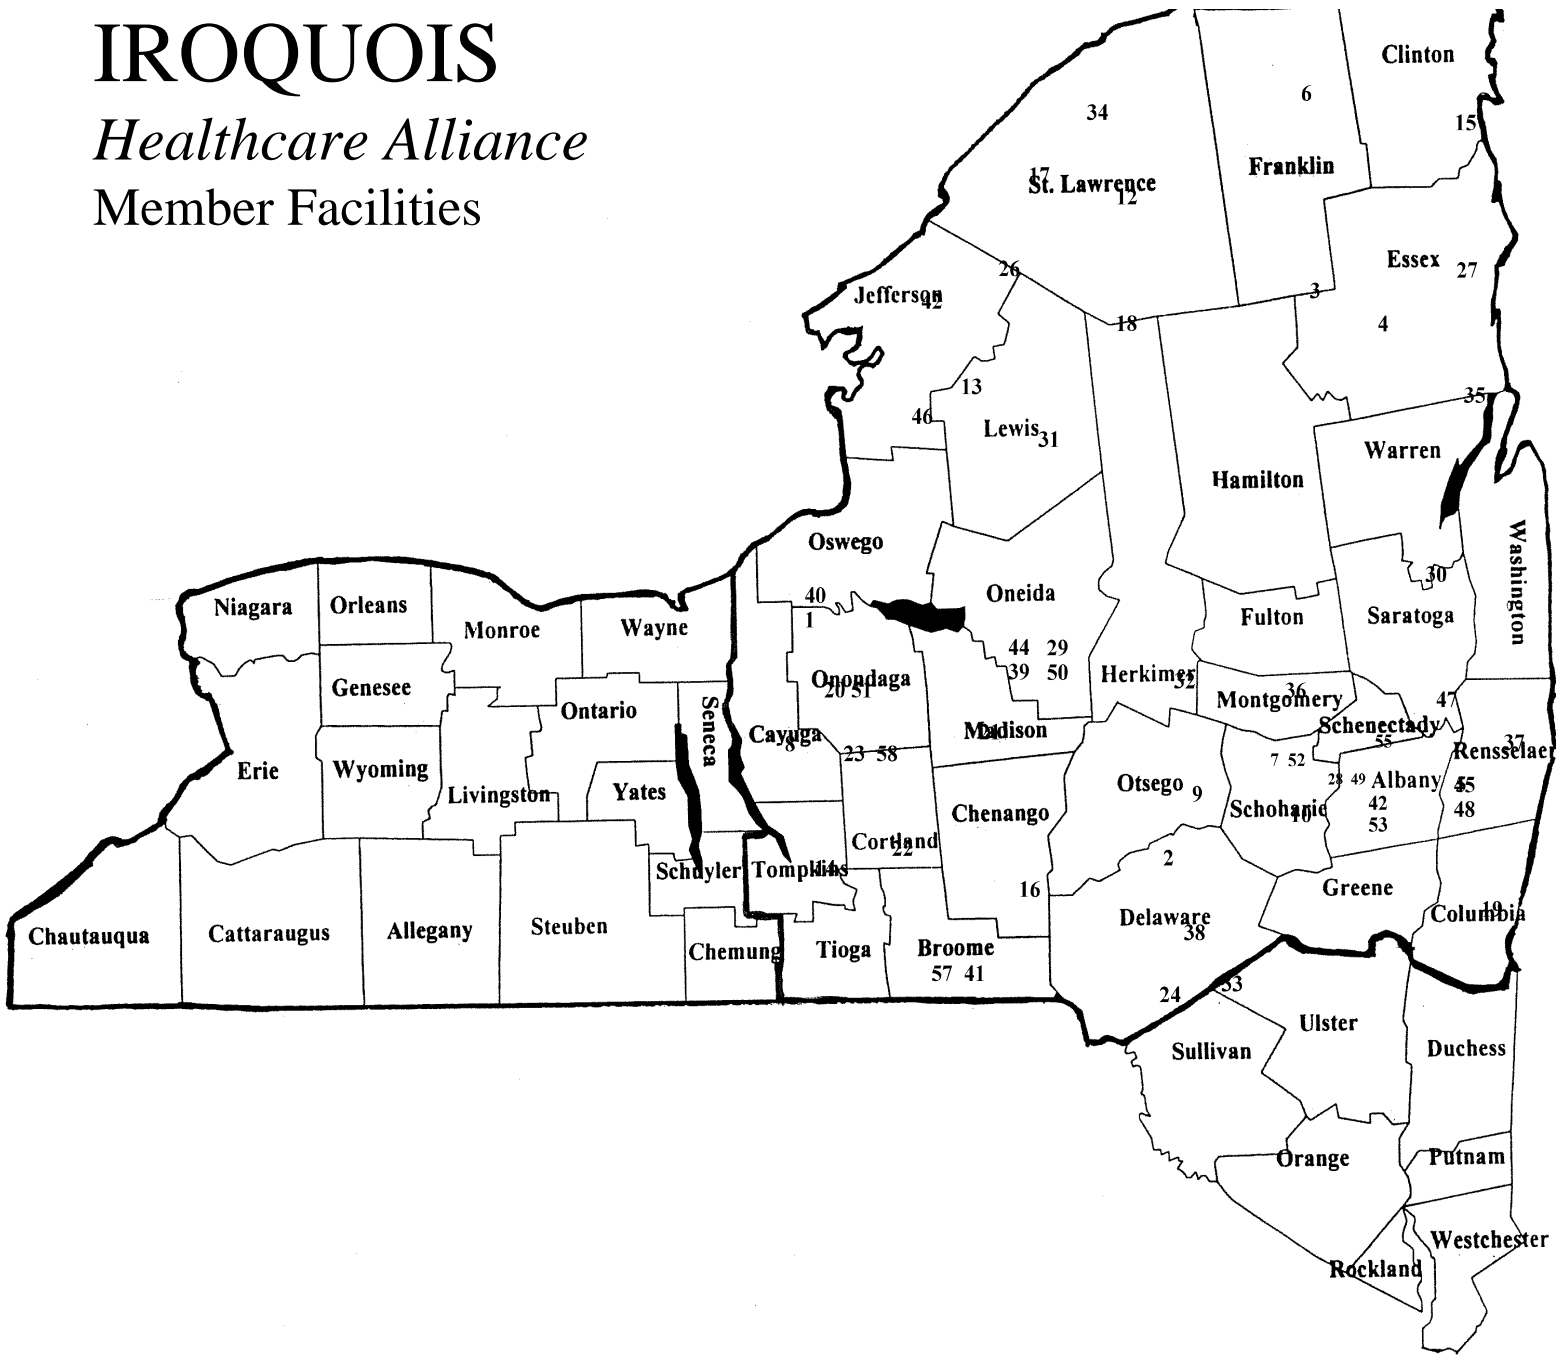 IROQUOIS
Healthcare Alliance
Member Facilities
Clinton
6
34
15
Franklin
17
St. Lawrence
12
Essex
27
26
Jefferson
3
18
4
13
35
46
Lewis
31
Warren
Hamilton
Washington
Oswego
30
Niagara
Orleans
40
Oneida
Fulton
Saratoga
Monroe
Wayne
1
44 29
39 50
Genesee
Onondaga
20 51
Herkimer
32
36
Montgomery
47
Ontario
Seneca
Cayuga
8
Madison
Schenectady
55
37
Rensselaer
23 58
Erie
Wyoming
7 52
28 49
Albany
Otsego
9
Livingston
Yates
42
53
48
Schoharie
10
Chenango
Cortland
22
2
Schuyler
Tompkins
14
16
Greene
Chautauqua
Cattaraugus
Allegany
Steuben
Delaware
38
19
Columbia
Chemung
Tioga
Broome
57 41
24
33
Ulster
Sullivan
Duchess
Orange
Putnam
Westchester
Rockland